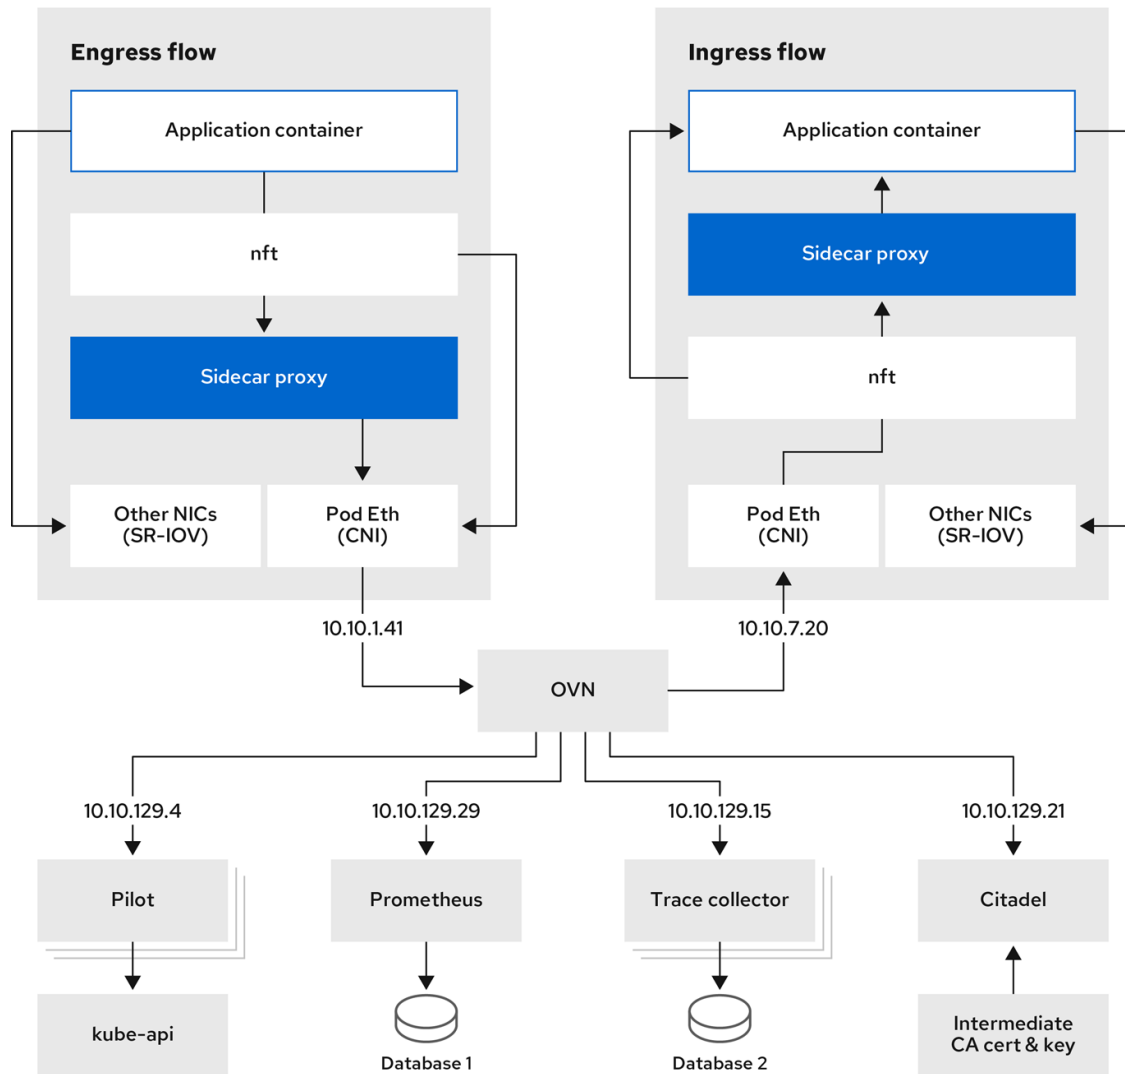 Engress flow
Application container
nft
Sidecar proxy
Other NICs
(SR-IOV)
Pod Eth
(CNI)
Ingress flow
Application container
Sidecar proxy
nft
Pod Eth
(CNI)
Other NICs
(SR-IOV)
10.10.1.41
10.10.7.20
OVN
10.10.129.4
10.10.129.29
10.10.129.15
10.10.129.21
Pilot
Prometheus
Trace collector
Citadel
kube-api
Database 1
Database 2
Intermediate
CA cert & key